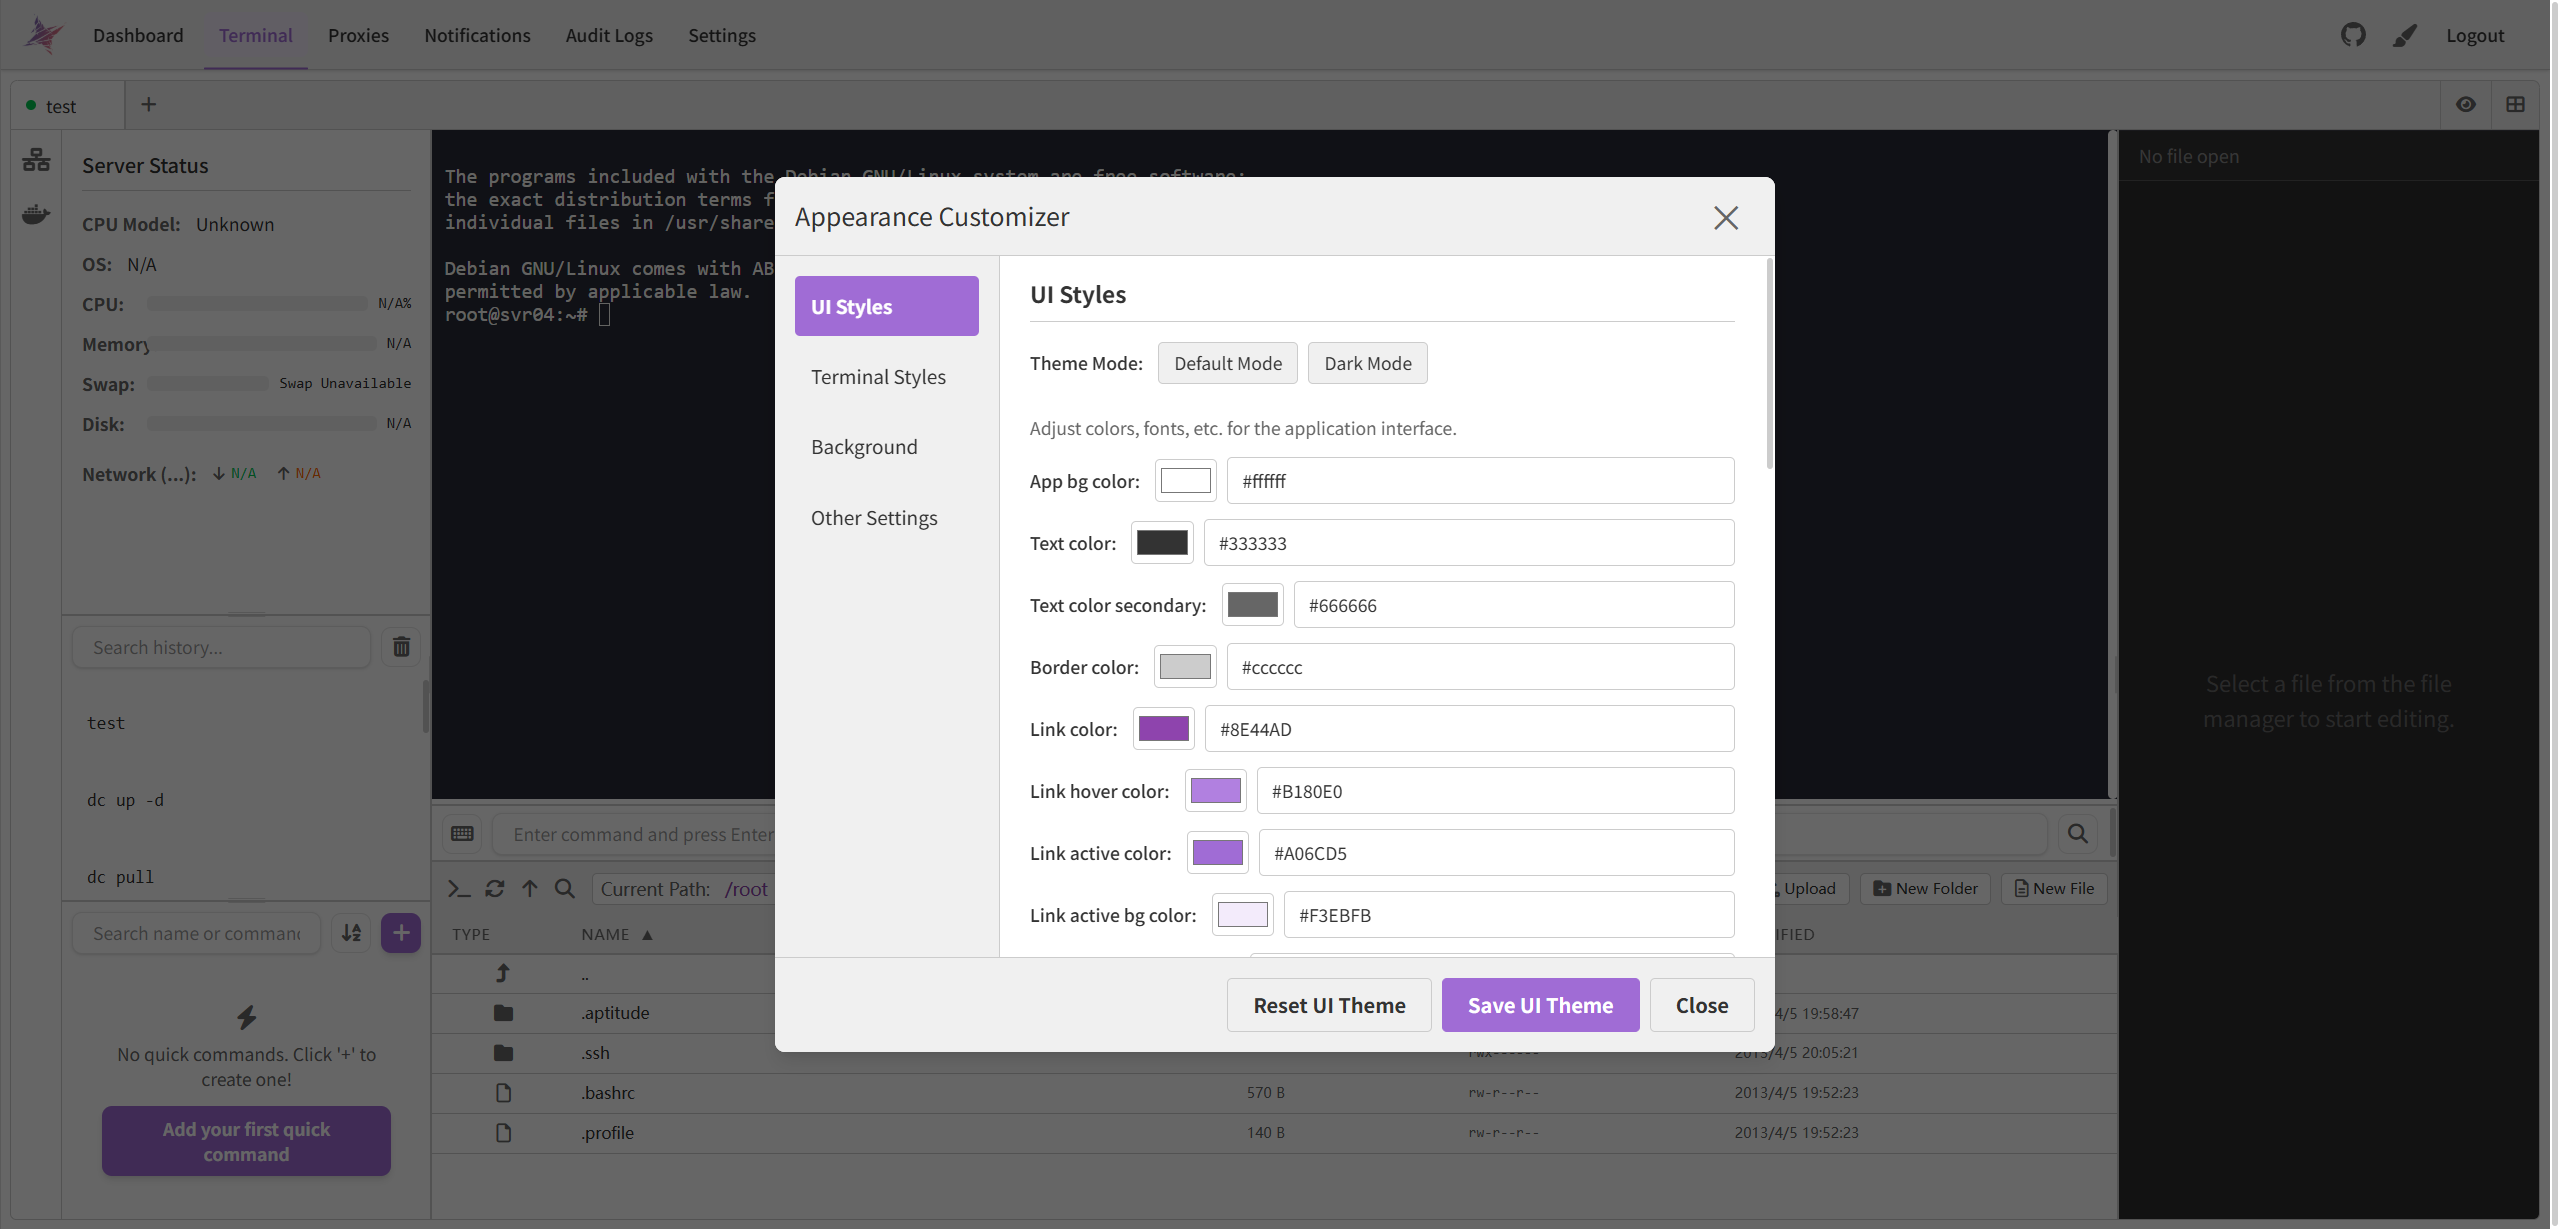 Dashboard
Terminal
Proxies
Notifications
Audit Logs
Settings
Logout
test
Server Status
CPU Model: Unknown
OS: N/A
CPU: N/A%
Memory N/A
Swap: Swap Unavailable
Disk: N/A
Network (...): N/A N/A
Search history...
test
dc up -d
dc pull
Search name or comman
No quick commands. Click '+' to
create one!
Add your first quick
command
The programs included with the Debian GNU/Linux system are free software;
the exact distribution terms f
individual files in /usr/share
Debian GNU/Linux comes with AB
permitted by applicable law.
root@svr04:~#
Enter command and press Enter
Current Path: /root
Upload
New Folder
New File
TYPE
NAME ▲
IFIED
..
.aptitude
4/5 19:58:47
.ssh
rwx------
2013/4/5 20:05:21
.bashrc
570 B
rw-r--r--
2013/4/5 19:52:23
.profile
140 B
rw-r--r--
2013/4/5 19:52:23
No file open
Select a file from the file
manager to start editing.
Appearance Customizer
UI Styles
Terminal Styles
Background
Other Settings
UI Styles
Theme Mode: Default Mode Dark Mode
Adjust colors, fonts, etc. for the application interface.
App bg color: #ffffff
Text color: #333333
Text color secondary: #666666
Border color: #cccccc
Link color: #8E44AD
Link hover color: #B180E0
Link active color: #A06CD5
Link active bg color: #F3EBFB
Reset UI Theme
Save UI Theme
Close